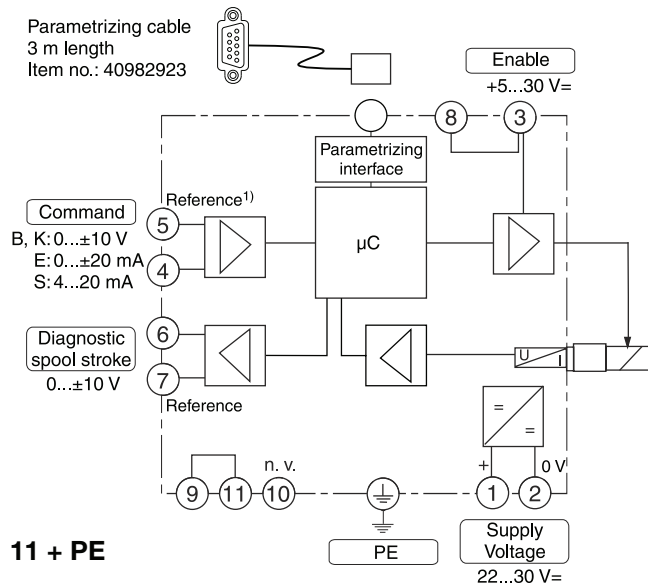 Parametrizing cable
3 m length
Item no.: 40982923
Enable
+5...30 V=
8
3
Parametrizing
interface
Reference¹⁾
Command
5
B, K: 0...±10 V
E: 0...±20 mA
S: 4...20 mA
4
µC
6
Diagnostic
spool stroke
0...±10 V
7
Reference
U
I
=
=
n. v.
+
0 V
9
11
10
1
2
11 + PE
PE
Supply
Voltage
22...30 V=